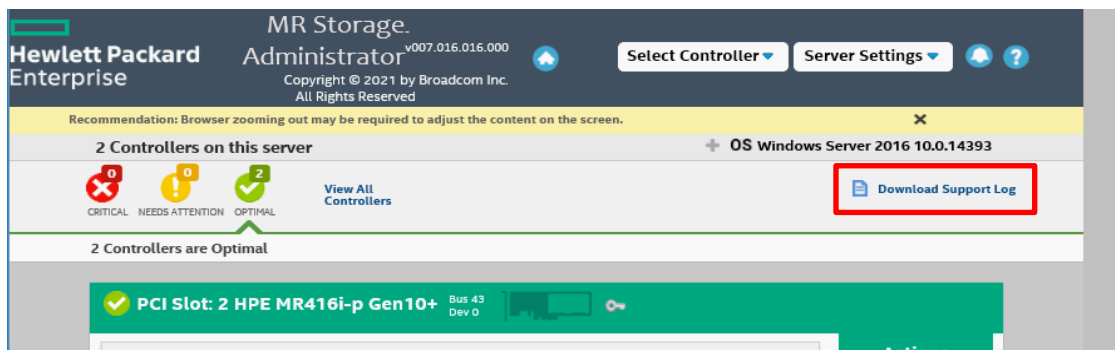 MR Storage
Administrator v007.016.016.000
Hewlett Packard
Enterprise
Copyright © 2021 by Broadcom Inc.
All Rights Reserved
Select Controller
Server Settings
?
Recommendation: Browser zooming out may be required to adjust the content on the screen.
2 Controllers on this server
OS Windows Server 2016 10.0.14393
0
0
2
CRITICAL
NEEDS ATTENTION
OPTIMAL
View All
Controllers
Download Support Log
2 Controllers are Optimal
PCI Slot: 2 HPE MR416i-p Gen10+
Bus 43
Dev 0